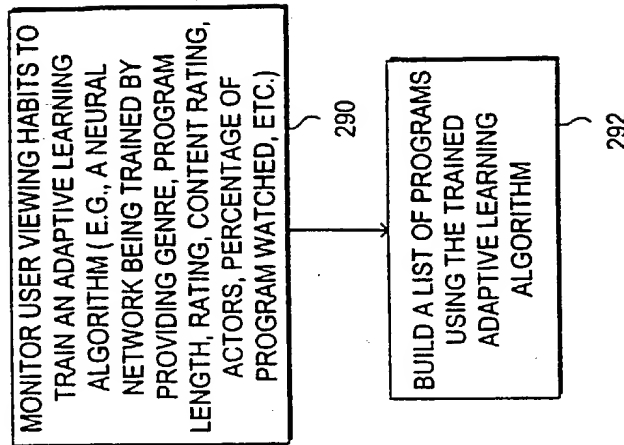 MONITOR USER VIEWING HABITS TO
TRAIN AN ADAPTIVE LEARNING
ALGORITHM ( E.G., A NEURAL
NETWORK BEING TRAINED BY
PROVIDING GENRE, PROGRAM
LENGTH, RATING, CONTENT RATING,
ACTORS, PERCENTAGE OF
PROGRAM WATCHED, ETC.)
290
BUILD A LIST OF PROGRAMS
USING THE TRAINED
ADAPTIVE LEARNING
ALGORITHM
292